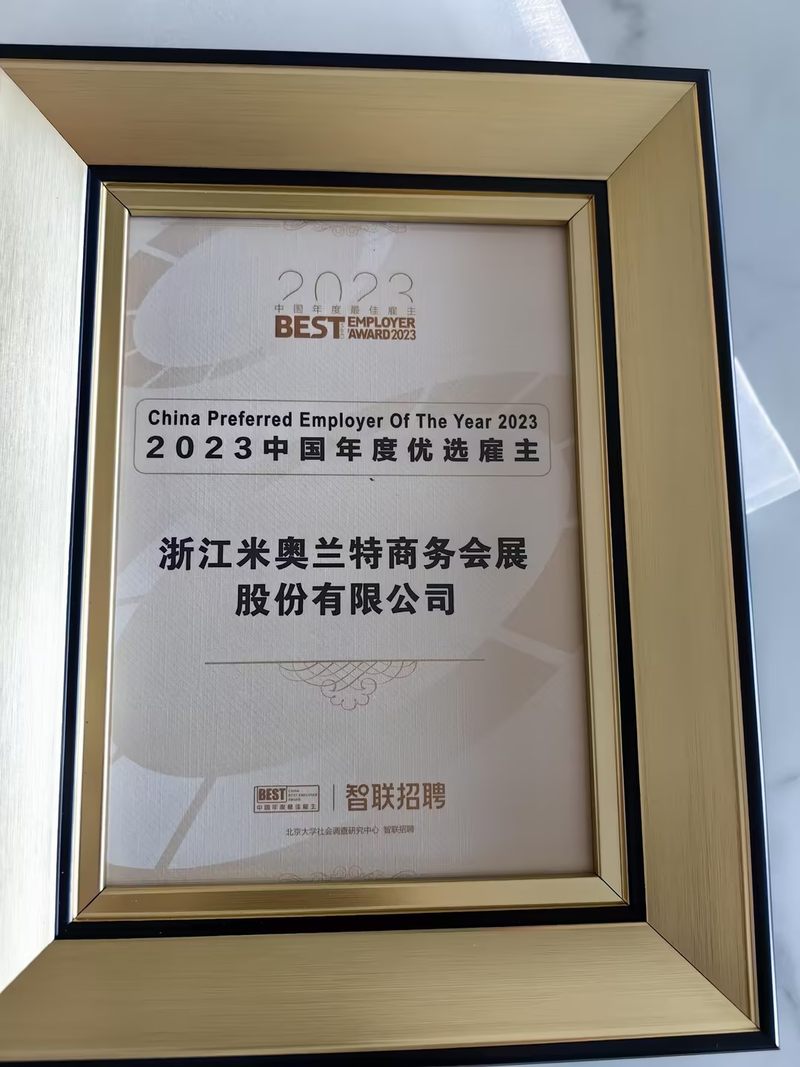 2023
中国年度最佳雇主
BEST EMPLOYER
AWARD 2023
China Preferred Employer Of The Year 2023
2023中国年度优选雇主
浙江米奥兰特商务会展
股份有限公司
BEST CHINA BEST EMPLOYER AWARD
中国年度最佳雇主
智联招聘
北京大学社会调查研究中心 智联招聘